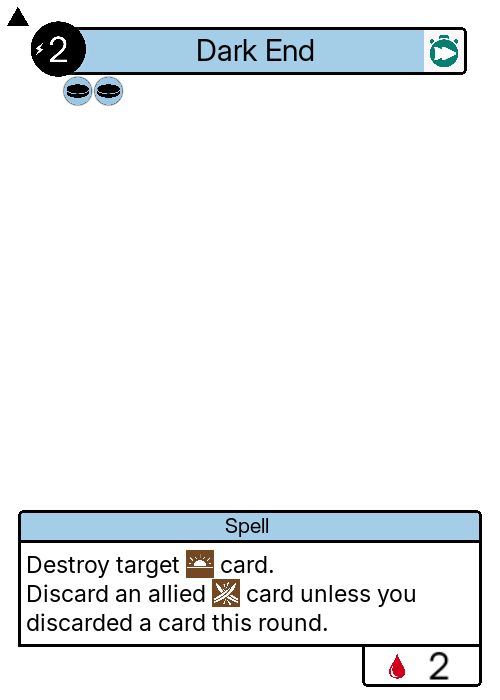 2
Dark End
Spell
Destroy target card.
Discard an allied card unless you
discarded a card this round.
2